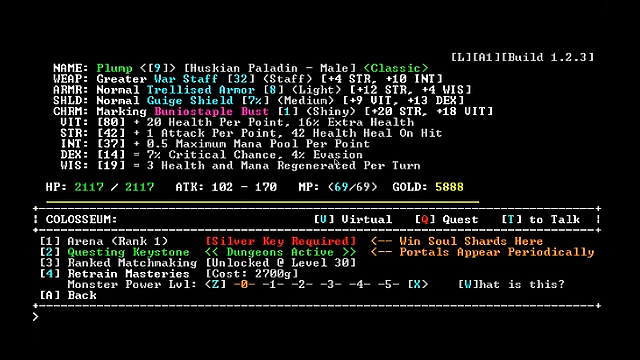 [L][A1][Build 1.2.3]
NAME: Plump <[9]> [Huskian Paladin - Male] <Classic>
WEAP: Greater War Staff [32] <Staff> [+4 STR, +10 INT]
ARMR: Normal Trellised Armor [8] <Light> [+12 STR, +4 WIS]
SHLD: Normal Guige Shield [7%] <Medium> [+9 VIT, +13 DEX]
CHRM: Marking Buniostaple Bust [1] <Shiny> [+20 STR, +18 VIT]
VIT: [80] + 20 Health Per Point, 16% Extra Health
STR: [42] + 1 Attack Per Point, 42 Health Heal On Hit
INT: [37] + 0.5 Maximum Mana Pool Per Point
DEX: [14] = 7% Critical Chance, 4% Evasion
WIS: [19] = 3 Health and Mana Regenerated Per Turn
HP: 2117 / 2117 ATK: 102 - 170 MP: <69/69> GOLD: 5888
COLOSSEUM: [V] Virtual [Q] Quest [T] to Talk
[1] Arena <Rank 1> [Silver Key Required] <-- Win Soul Shards Here
[2] Questing Keystone << Dungeons Active >> <-- Portals Appear Periodically
[3] Ranked Matchmaking [Unlocked @ Level 30]
[4] Retrain Masteries [Cost: 2700g]
Monster Power Lvl: <Z] -0- -1- -2- -3- -4- -5- [X> [W]hat is this?
[A] Back
>